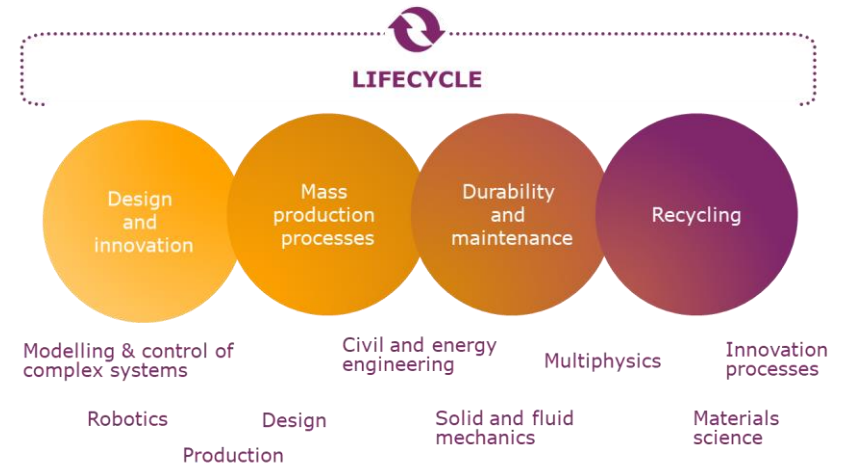 LIFECYCLE
Design
and
innovation
Mass
production
processes
Durability
and
maintenance
Recycling
Modelling & control of
complex systems
Civil and energy
engineering
Multiphysics
Innovation
processes
Robotics
Design
Solid and fluid
mechanics
Materials
science
Production